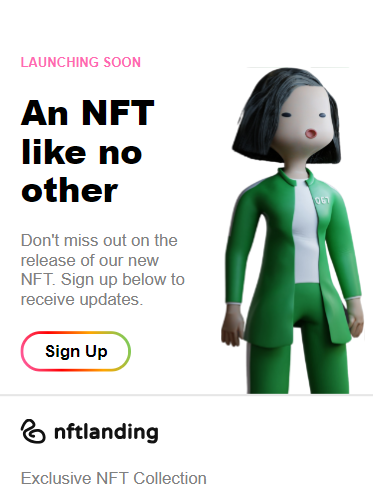 LAUNCHING SOON
An NFT
like no
other
Don't miss out on the
release of our new
NFT. Sign up below to
receive updates.
Sign Up
067
nftlanding
Exclusive NFT Collection